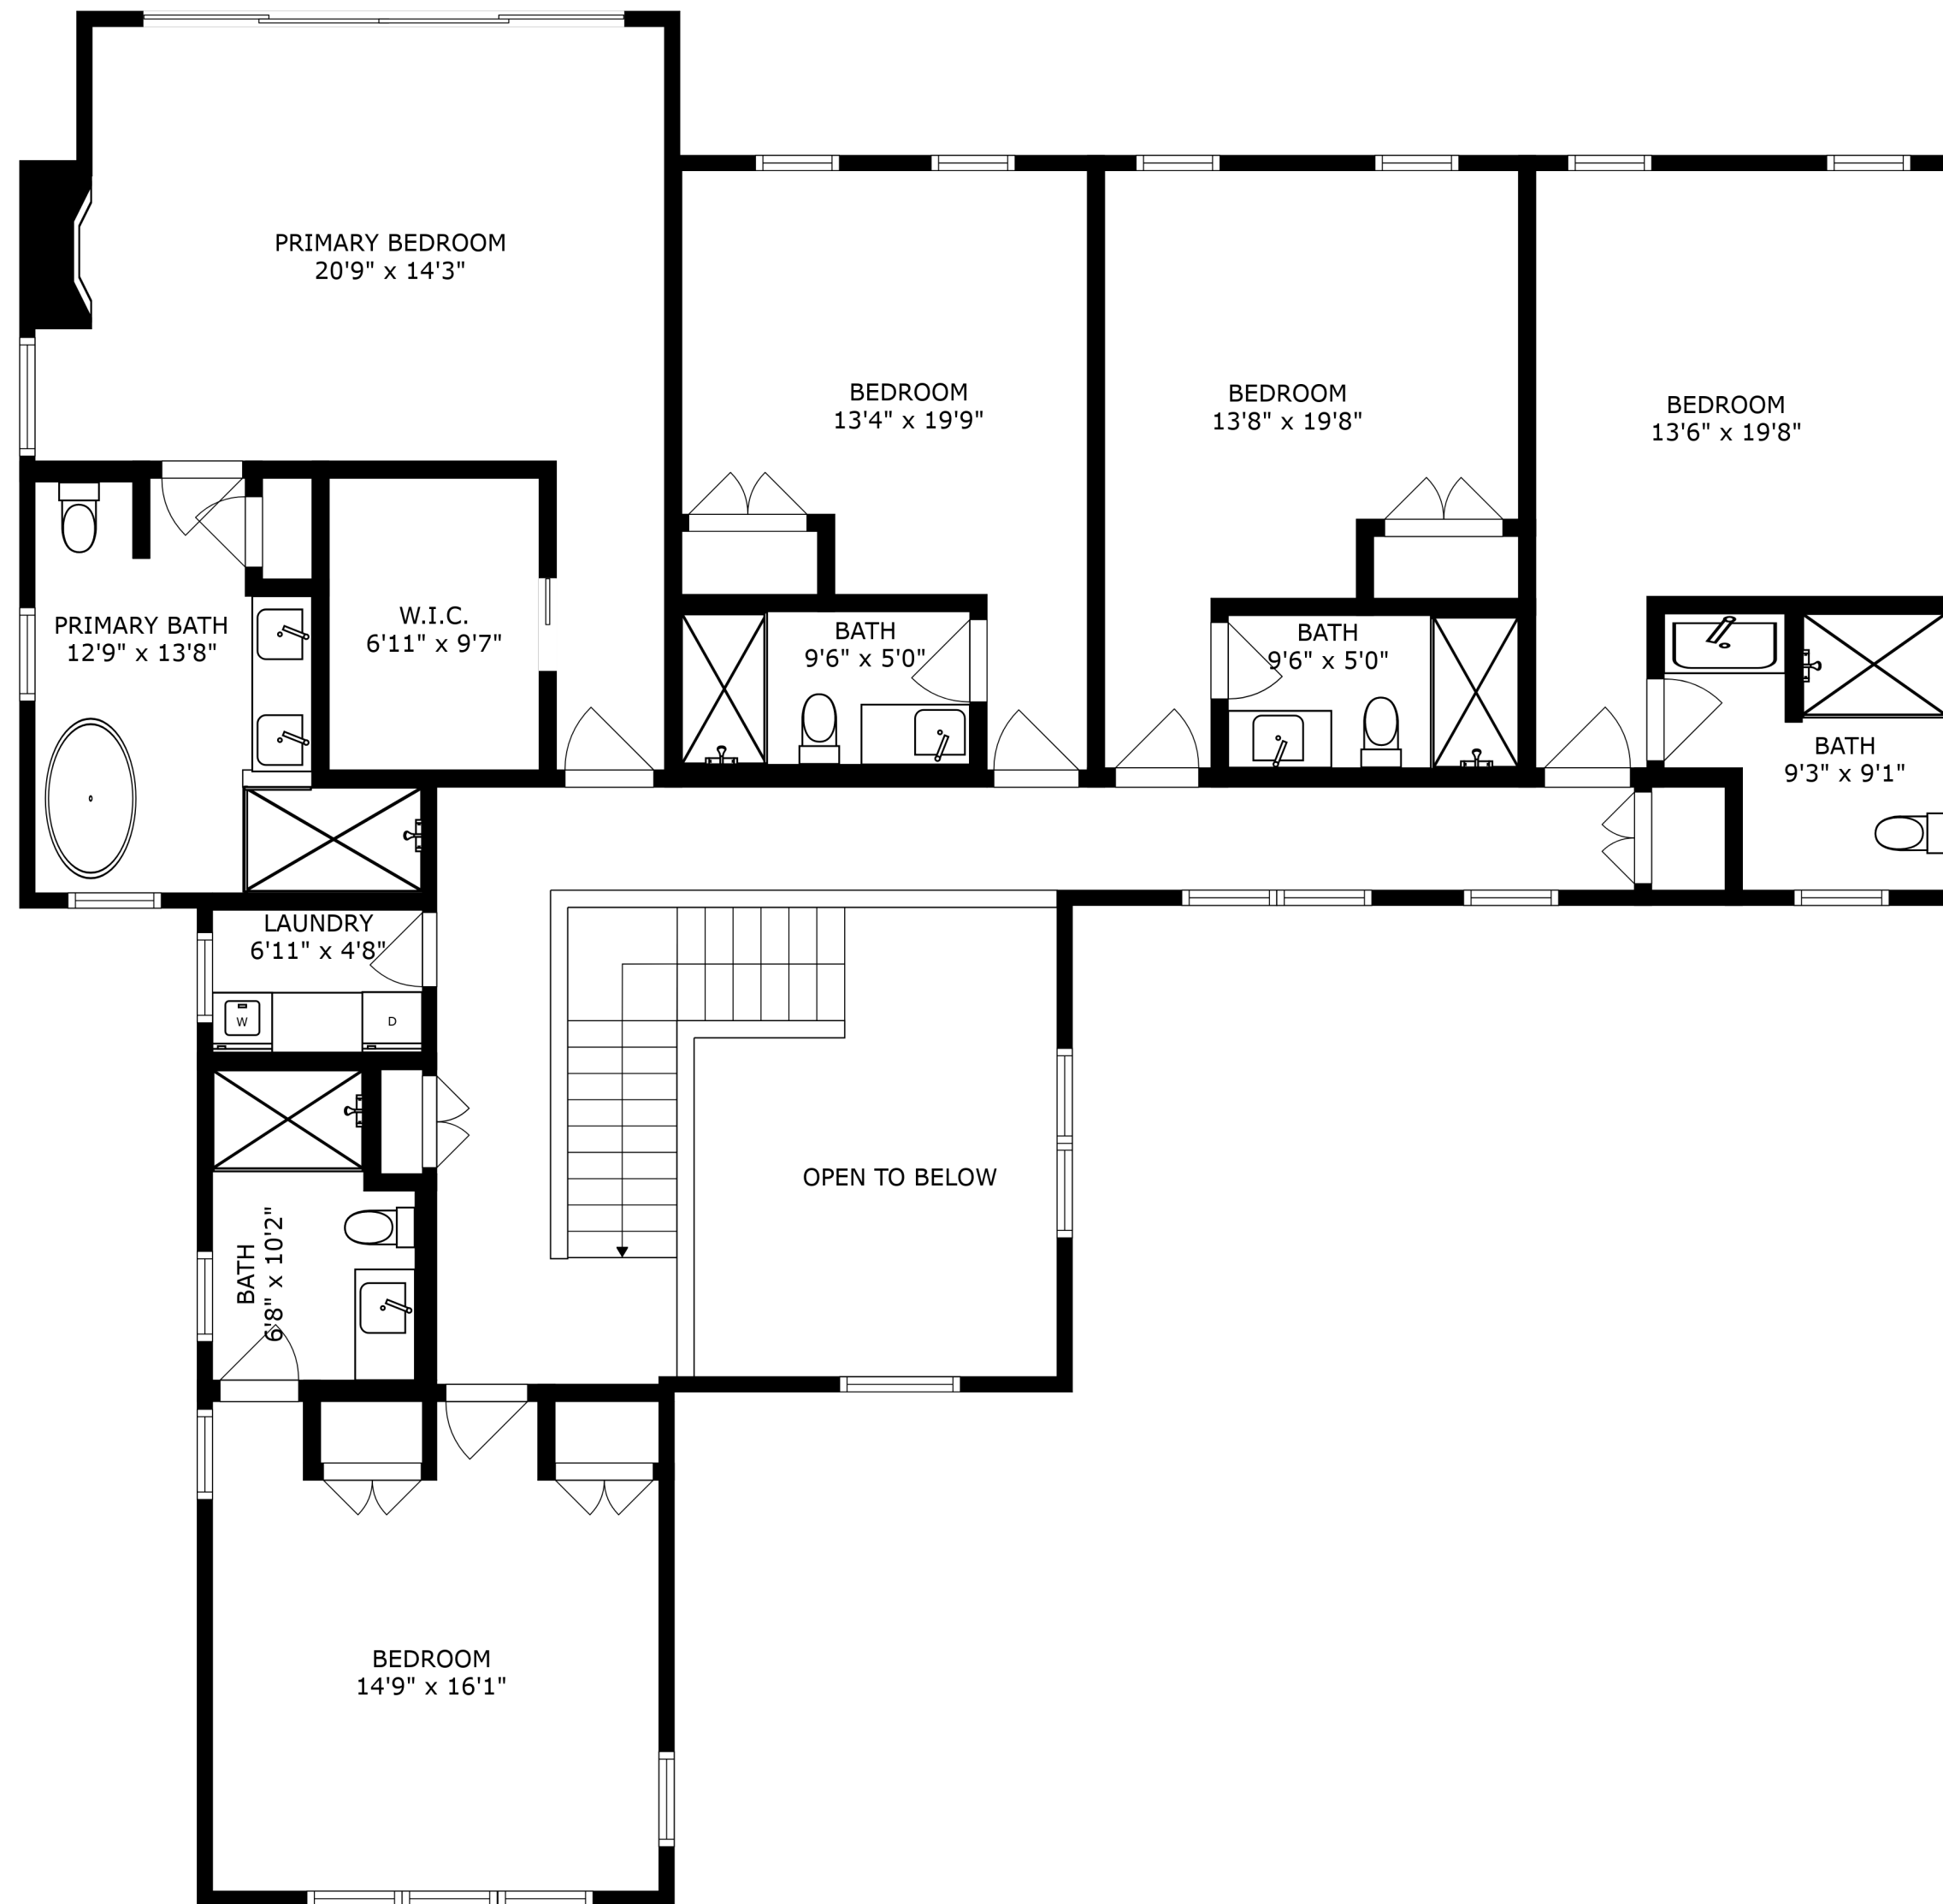 PRIMARY BEDROOM
20'9" x 14'3"
BEDROOM
13'4" x 19'9"
BEDROOM
13'8" x 19'8"
BEDROOM
13'6" x 19'8"
PRIMARY BATH
12'9" x 13'8"
W.I.C.
6'11" x 9'7"
BATH
9'6" x 5'0"
BATH
9'6" x 5'0"
BATH
9'3" x 9'1"
LAUNDRY
6'11" x 4'8"
W
D
OPEN TO BELOW
BATH
6'8" x 10'2"
BEDROOM
14'9" x 16'1"